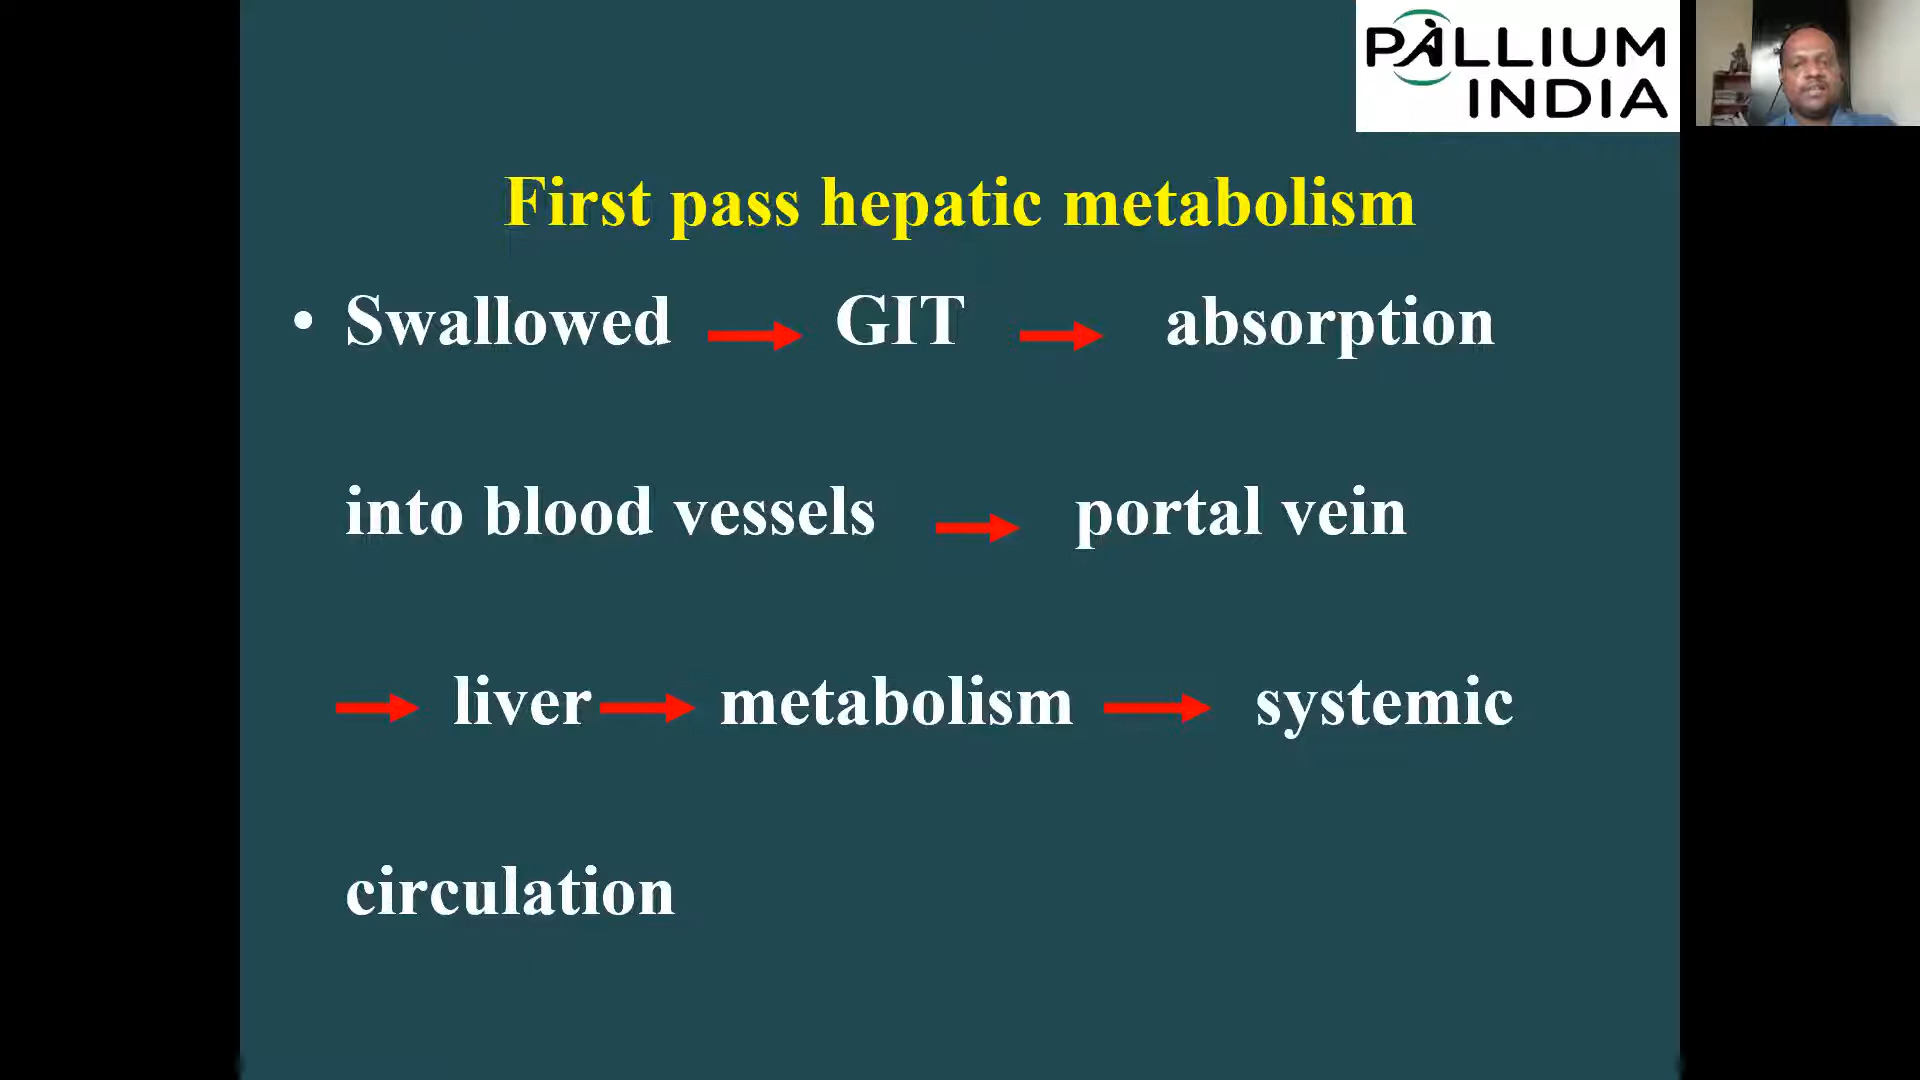 PALLIUM
INDIA
First pass hepatic metabolism
• Swallowed → GIT → absorption
into blood vessels → portal vein
→ liver → metabolism → systemic
circulation